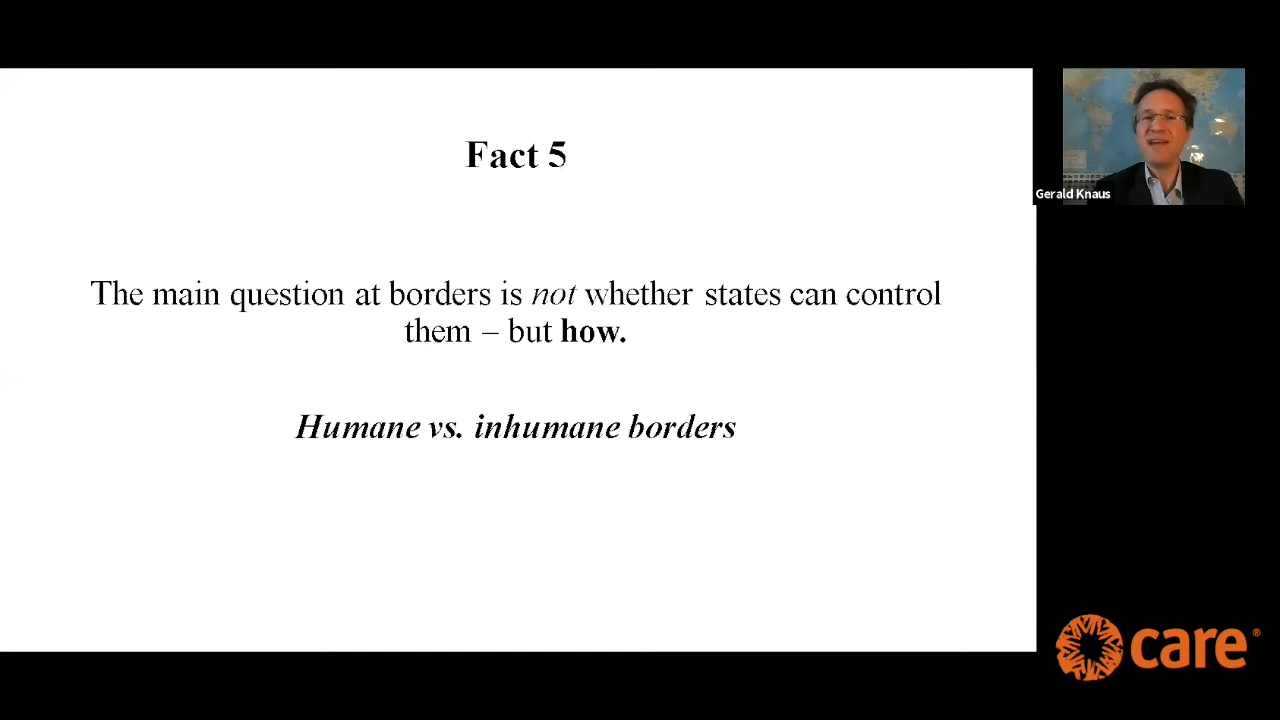 Fact 5
The main question at borders is not whether states can control
them – but how.
Humane vs. inhumane borders
Gerald Knaus
care®